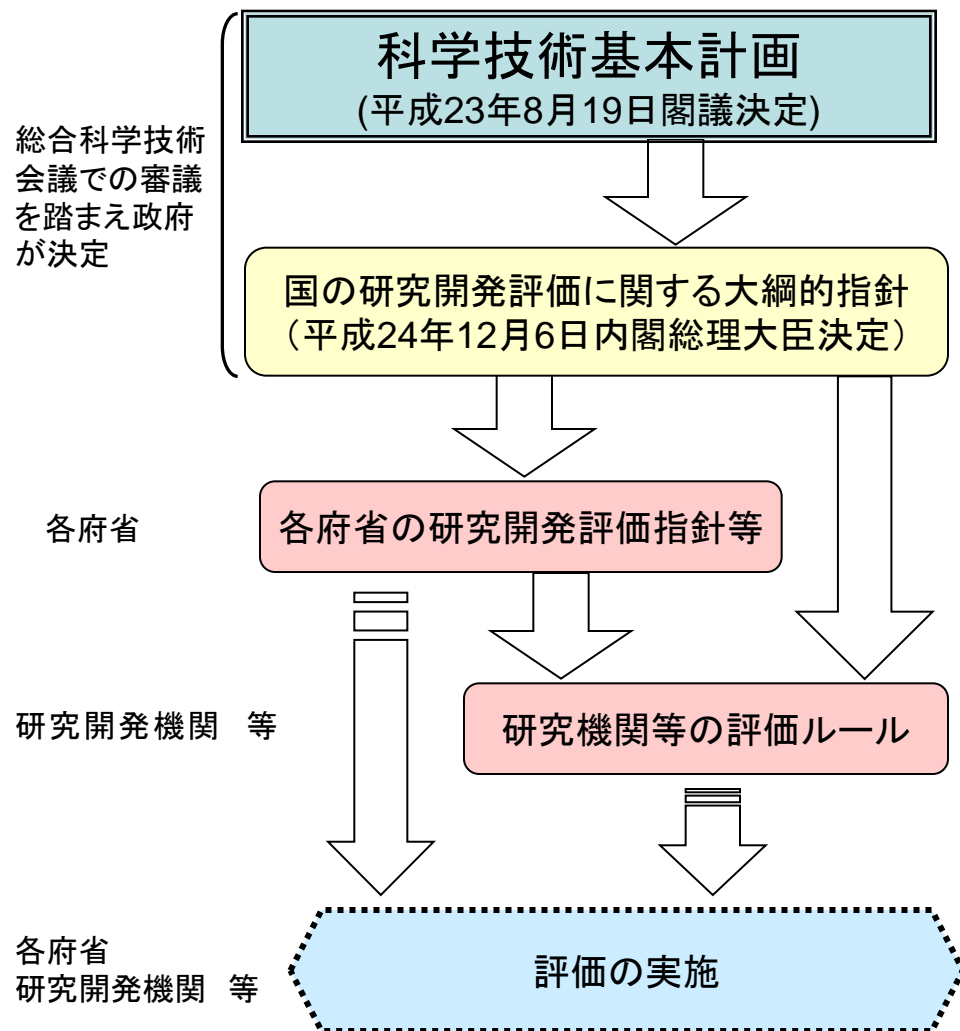 科学技術基本計画
(平成23年8月19日閣議決定)
総合科学技術
会議での審議
を踏まえ政府
が決定
国の研究開発評価に関する大綱的指針
（平成24年12月6日内閣総理大臣決定）
各府省
各府省の研究開発評価指針等
研究開発機関　等
研究機関等の評価ルール
各府省
研究開発機関　等
評価の実施